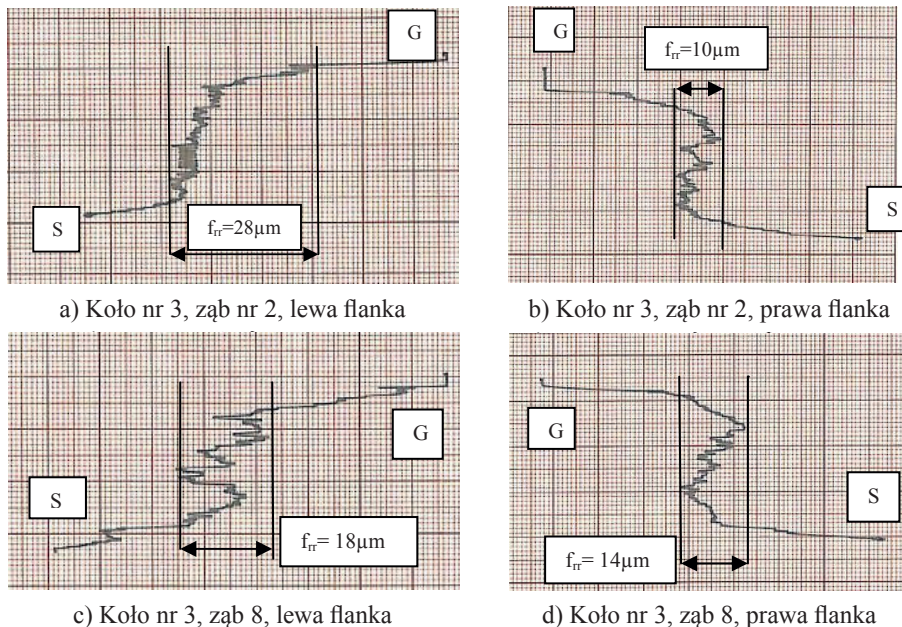 G
S
f_rr=28µm
a) Koło nr 3, ząb nr 2, lewa flanka
G
f_rr=10µm
S
b) Koło nr 3, ząb nr 2, prawa flanka
G
S
f_rr= 18µm
c) Koło nr 3, ząb 8, lewa flanka
G
S
f_rr= 14µm
d) Koło nr 3, ząb 8, prawa flanka